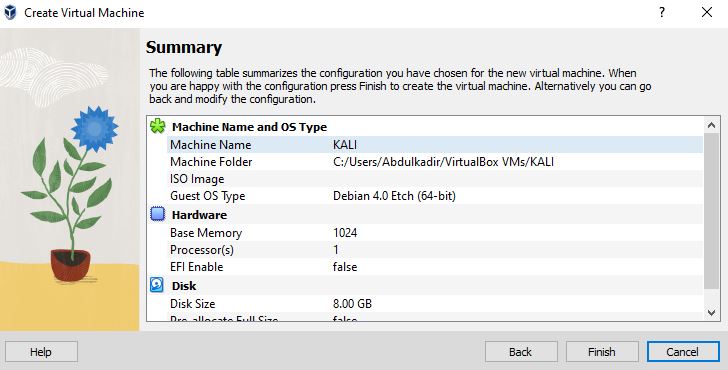 Create Virtual Machine
Summary
The following table summarizes the configuration you have chosen for the new virtual machine. When
you are happy with the configuration press Finish to create the virtual machine. Alternatively you can go
back and modify the configuration.
Machine Name and OS Type
Machine Name KALI
Machine Folder C:/Users/Abdulkadir/VirtualBox VMs/KALI
ISO Image
Guest OS Type Debian 4.0 Etch (64-bit)
Hardware
Base Memory 1024
Processor(s) 1
EFI Enable false
Disk
Disk Size 8.00 GB
Pre-allocate Full Size false
Help Back Finish Cancel